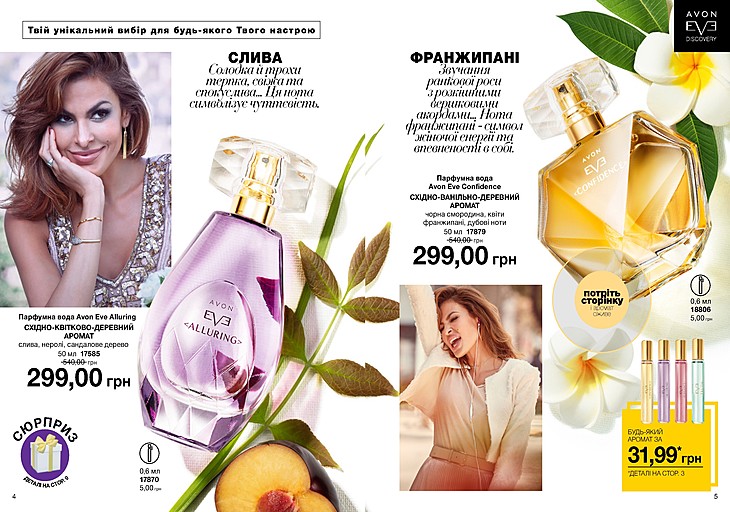 Твій унікальний вибір для будь-якого Твого настрою
СЛИВА
Солодка й трохи
терпка, свіжа та
спокуслива... Ця нота
символізує чуттєвість.
AVON
EVE
<ALLURING>
Парфумна вода Avon Eve Alluring
СХІДНО-КВІТКОВО-ДЕРЕВНИЙ
АРОМАТ
слива, неролі, сандалове дерево
50 мл 17585
540,00 грн
299,00 грн
СЮРПРИЗ
ДЕТАЛІ НА СТОР. 9
0,6 мл
17870
5,00 грн
4
ФРАНЖИПАНІ
Звучання
ранкової роси
з розкішними
вершковими
акордами... Нота
франжипані - символ
жіночої енергії та
впевненості в собі.
Парфумна вода
Avon Eve Confidence
СХІДНО-ВАНІЛЬНО-ДЕРЕВНИЙ
АРОМАТ
чорна смородина, квіти
франжипані, дубові ноти
50 мл 17879
540,00 грн
299,00 грн
AVON
EVE
DISCOVERY
AVON
EVE
<CONFIDENCE>
потріть
сторінку
і аромат
оживе
0,6 мл
18806
5,00 грн
БУДЬ-ЯКИЙ
АРОМАТ ЗА
31,99* грн
*ДЕТАЛІ НА СТОР. 3
5